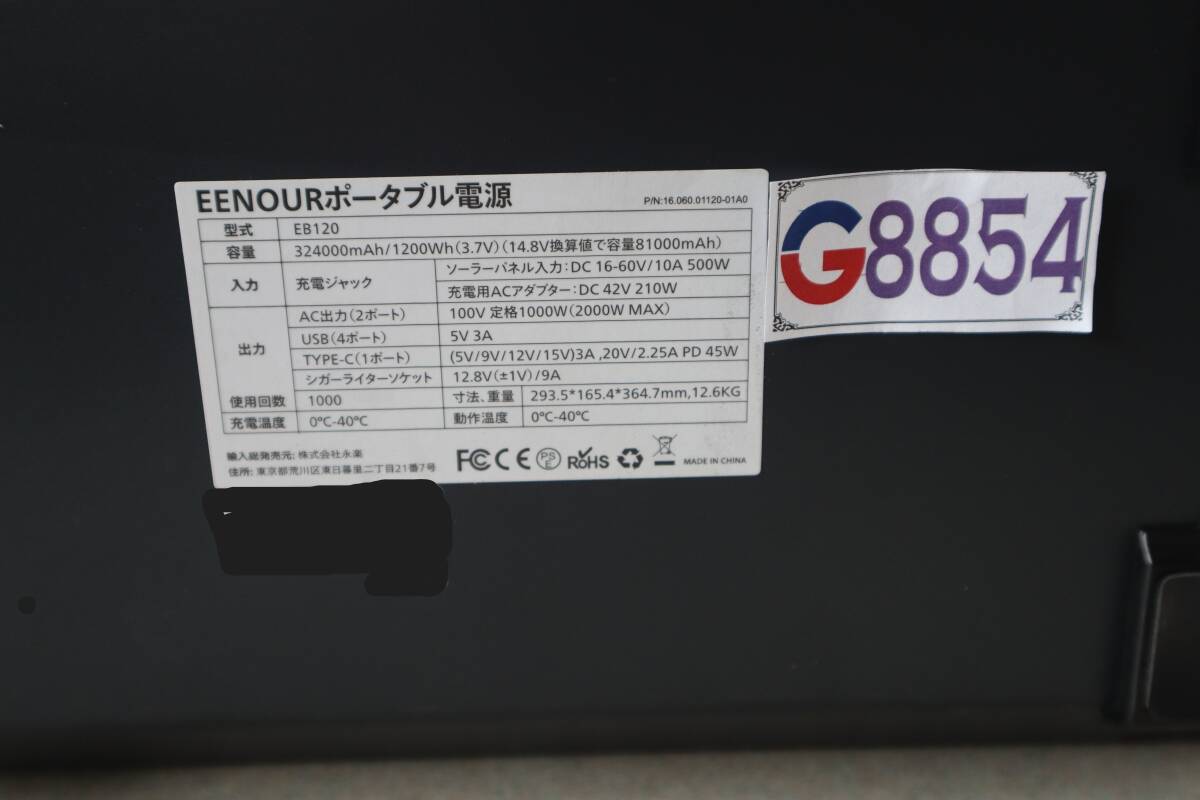 EENOURポータブル電源
P/N:16.060.01120-01A0
型式 EB120
容量 324000mAh/1200Wh(3.7V)(14.8V換算値で容量81000mAh)
入力 充電ジャック ソーラーパネル入力:DC 16-60V/10A 500W
充電用ACアダプター:DC 42V 210W
出力 AC出力(2ポート) 100V 定格1000W(2000W MAX)
USB(4ポート) 5V 3A
TYPE-C(1ポート) (5V/9V/12V/15V)3A ,20V/2.25A PD 45W
シガーライターソケット 12.8V(±1V)/9A
使用回数 1000 寸法、重量 293.5*165.4*364.7mm,12.6KG
充電温度 0℃-40℃ 動作温度 0℃-40℃
輸入総発売元: 株式会社永楽
住所: 東京都荒川区東日暮里二丁目21番7号
FCC CE PSE RoHS MADE IN CHINA
G8854